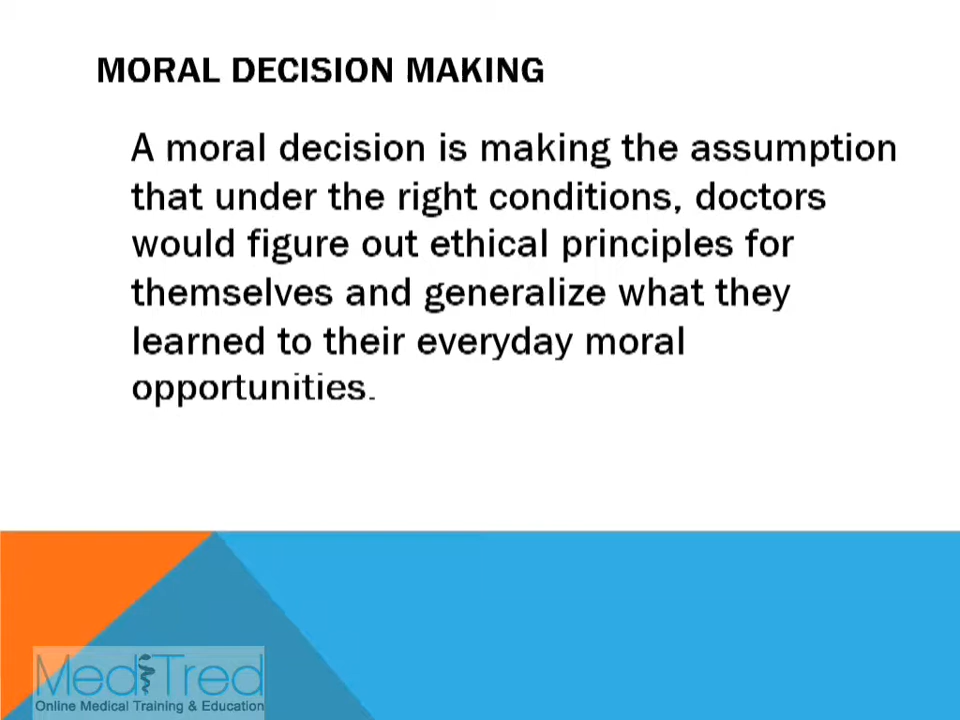 MORAL DECISION MAKING
A moral decision is making the assumption
that under the right conditions, doctors
would figure out ethical principles for
themselves and generalize what they
learned to their everyday moral
opportunities.
MediTred
Online Medical Training & Education